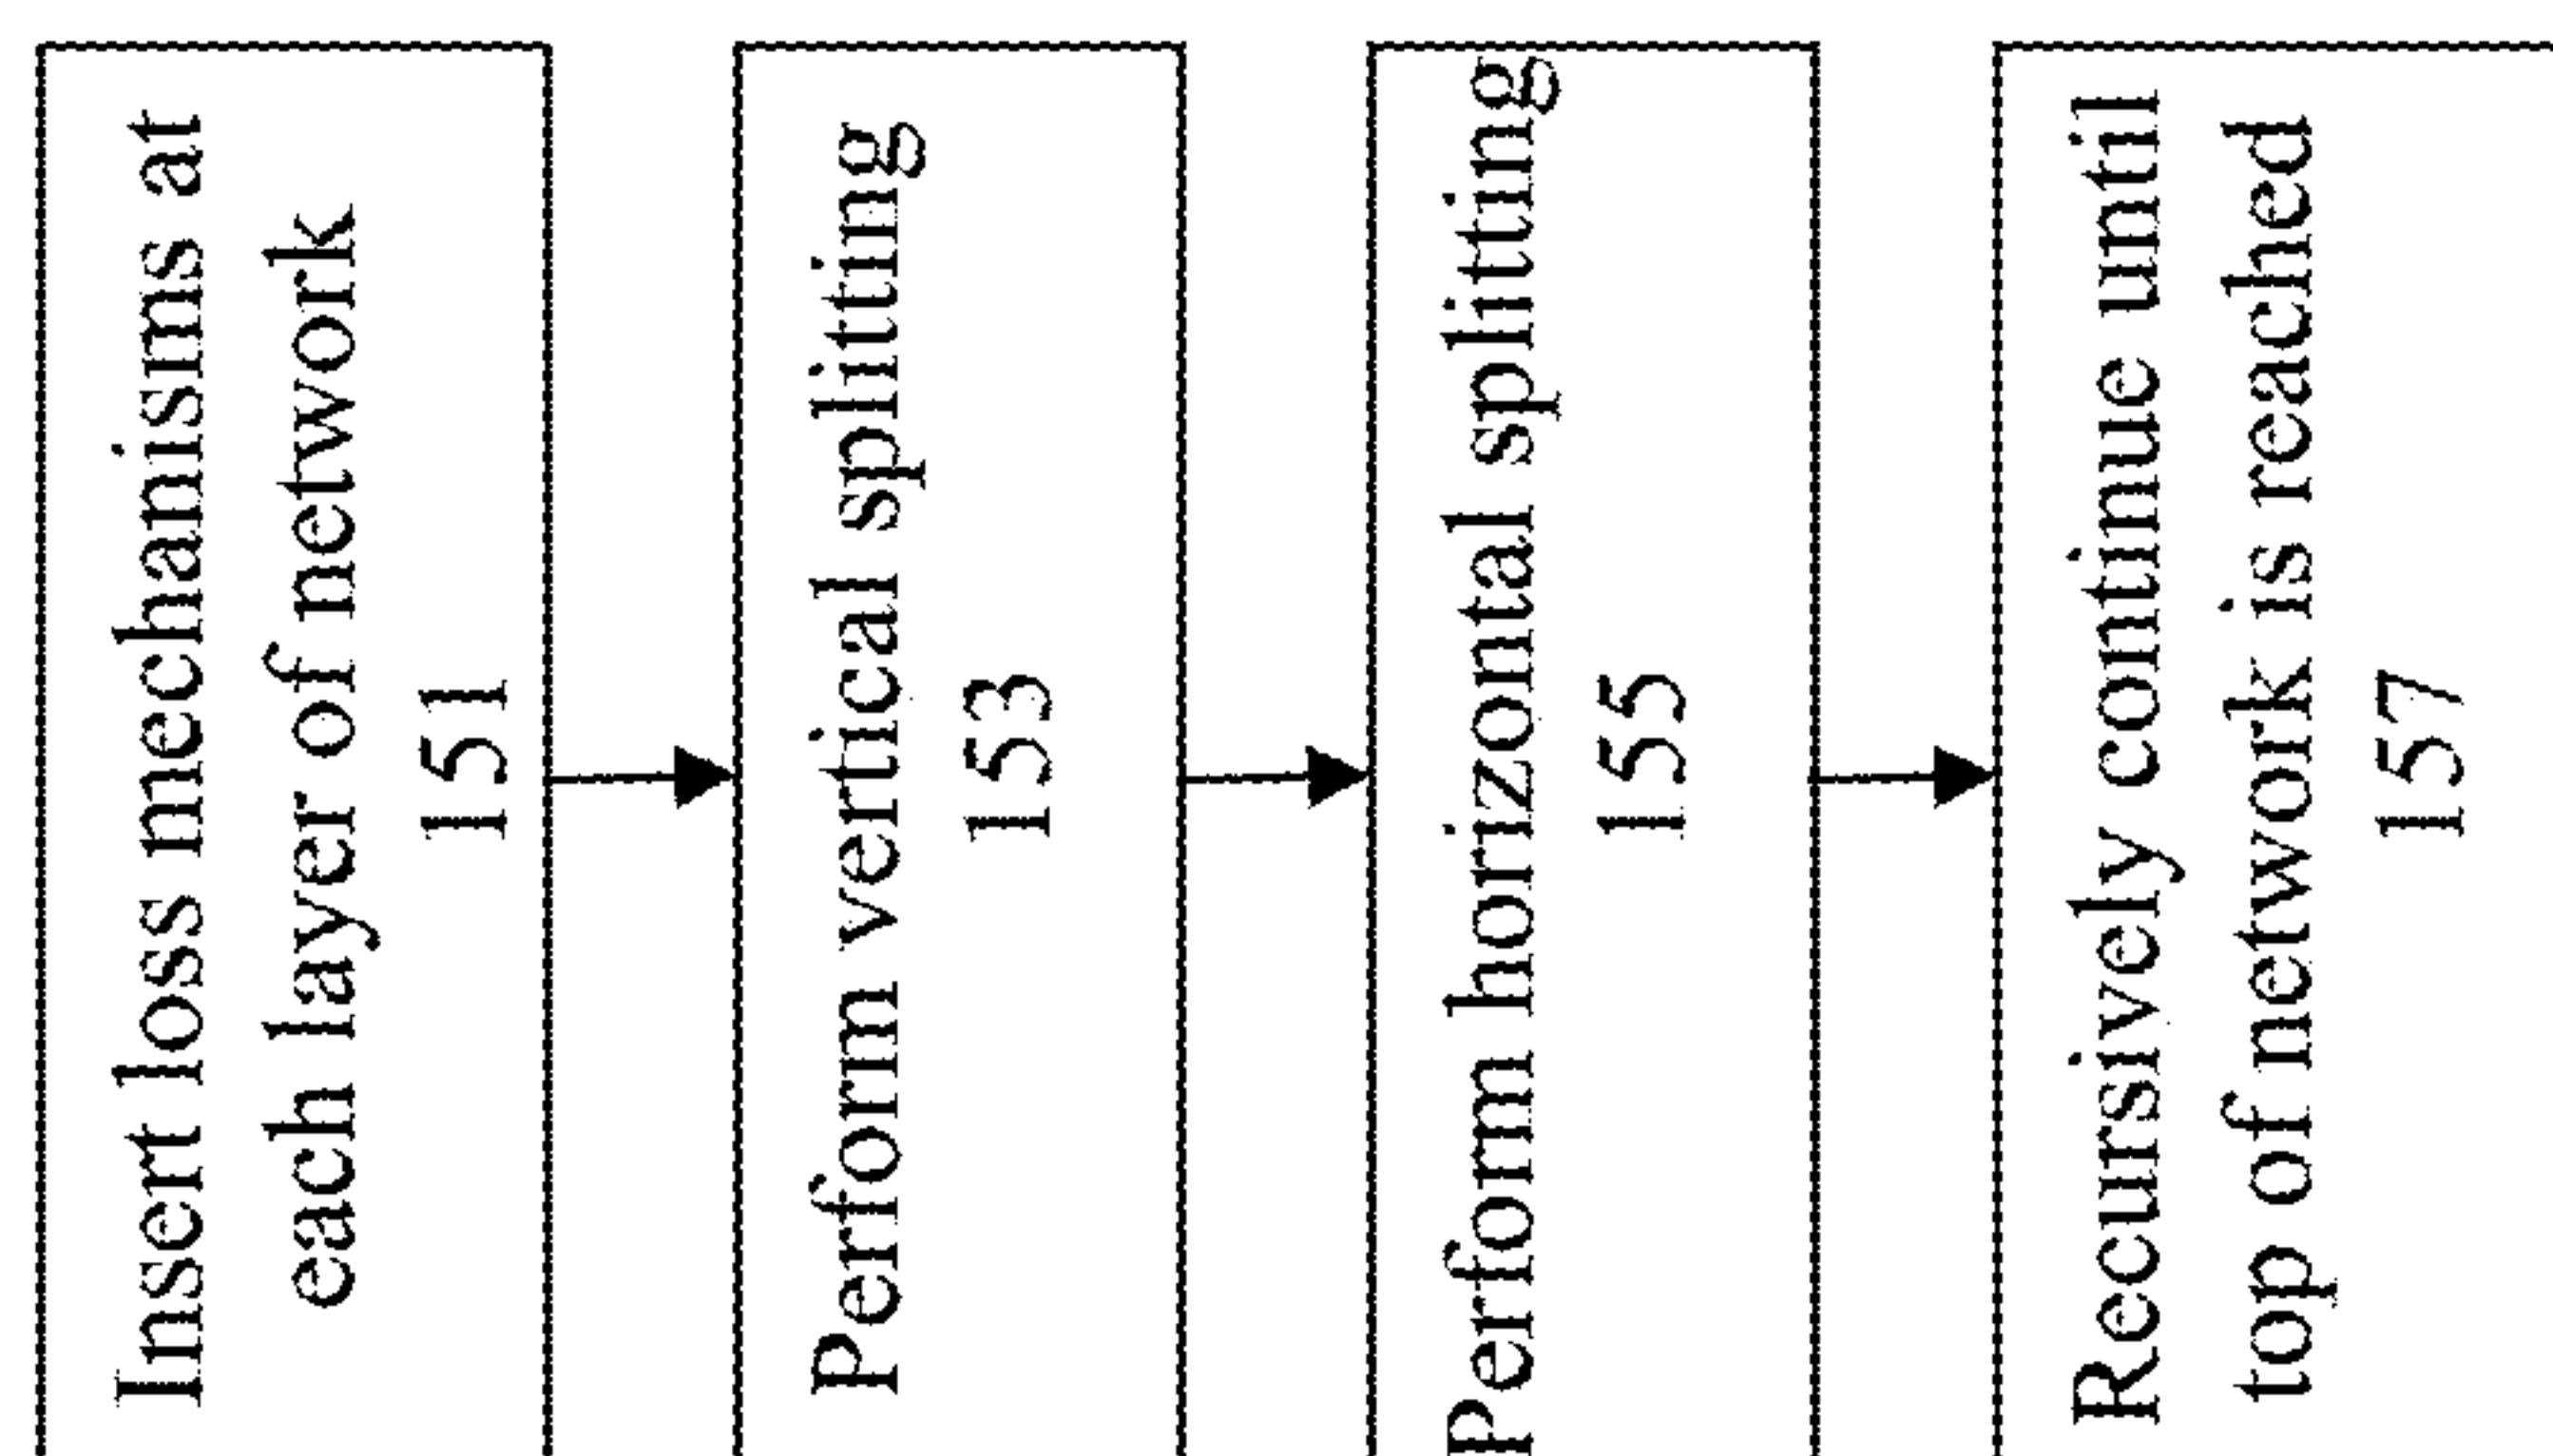 Insert loss mechanisms at
each layer of network
151
Perform vertical splitting
153
Perform horizontal splitting
155
Recursively continue until
top of network is reached
157